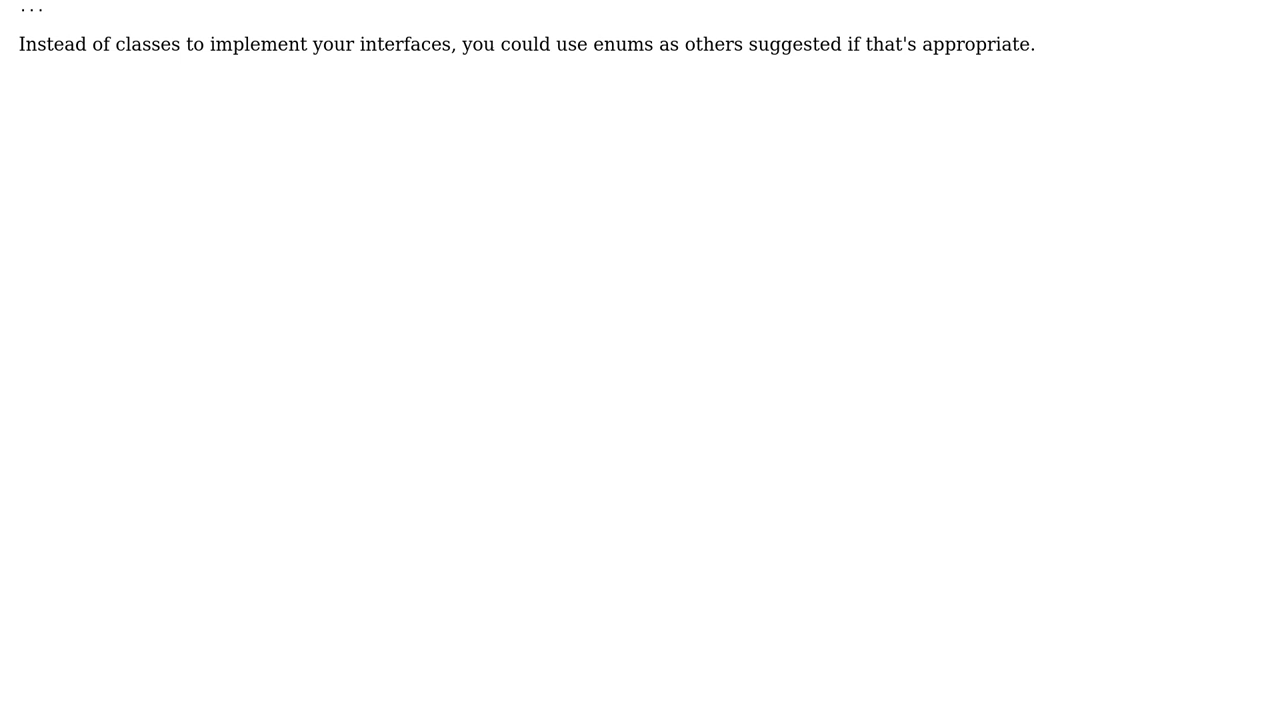 ...
Instead of classes to implement your interfaces, you could use enums as others suggested if that's appropriate.